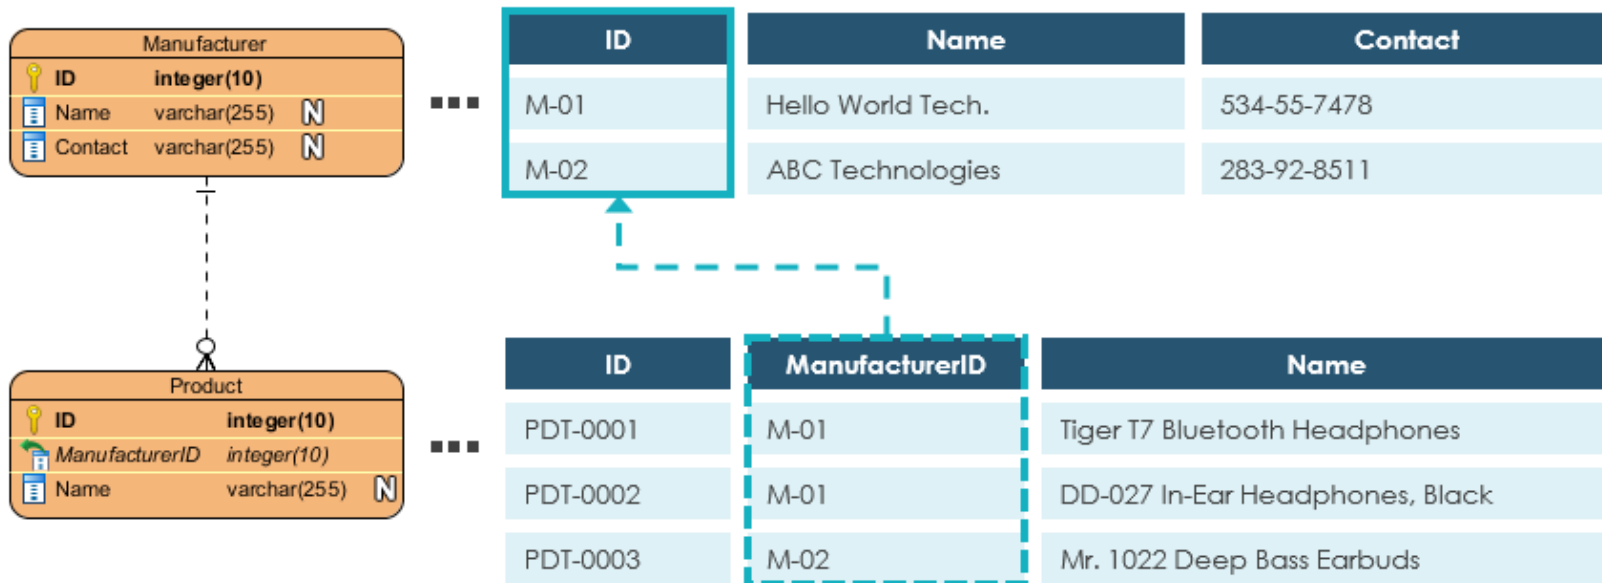 Manufacturer
ID integer(10)
Name varchar(255) N
Contact varchar(255) N
ID Name Contact
M-01 Hello World Tech. 534-55-7478
M-02 ABC Technologies 283-92-8511
Product
ID integer(10)
ManufacturerID integer(10)
Name varchar(255) N
ID ManufacturerID Name
PDT-0001 M-01 Tiger T7 Bluetooth Headphones
PDT-0002 M-01 DD-027 In-Ear Headphones, Black
PDT-0003 M-02 Mr. 1022 Deep Bass Earbuds